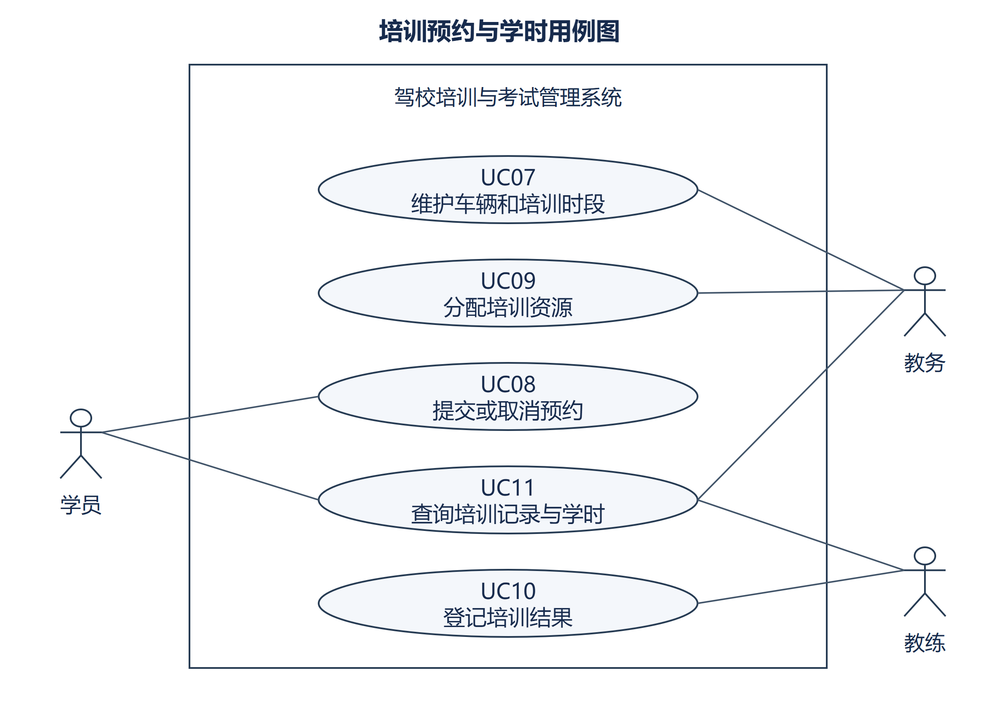 培训预约与学时用例图
驾校培训与考试管理系统
UC07
维护车辆和培训时段
UC09
分配培训资源
教务
UC08
提交或取消预约
学员
UC11
查询培训记录与学时
UC10
登记培训结果
教练